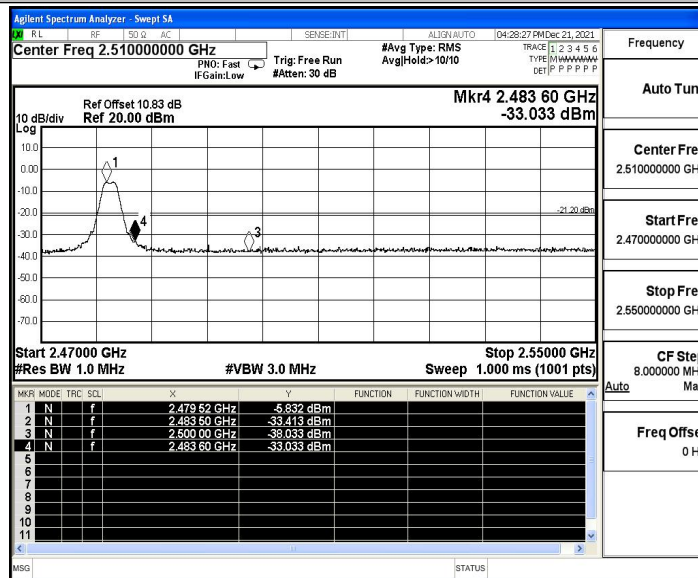 Agilent Spectrum Analyzer - Swept SA
RL RF 50 Ω AC SENSE:INT ALIGN AUTO 04:28:27 PM Dec 21, 2021
Center Freq 2.510000000 GHz
PNO: Fast
IFGain:Low
Trig: Free Run
#Atten: 30 dB
#Avg Type: RMS
Avg|Hold:>10/10
TRACE 1 2 3 4 5 6
TYPE M
DET P P P P P P
Ref Offset 10.83 dB
Ref 20.00 dBm
10 dB/div
Log
Mkr4 2.483 60 GHz
-33.033 dBm
10.0
0.00
-10.0
-20.0
-30.0
-40.0
-50.0
-60.0
-70.0
1
4
3
-21.20 dBm
Start 2.47000 GHz Stop 2.55000 GHz
#Res BW 1.0 MHz #VBW 3.0 MHz Sweep 1.000 ms (1001 pts)
MKR MODE TRC SCL X Y FUNCTION FUNCTION WIDTH FUNCTION VALUE
1 N f 2.479 52 GHz -5.832 dBm
2 N f 2.483 50 GHz -33.413 dBm
3 N f 2.500 00 GHz -38.033 dBm
4 N f 2.483 60 GHz -33.033 dBm
5
6
7
8
9
10
11
MSG STATUS
Frequency
Auto Tun
Center Fre
2.510000000 GH
Start Fre
2.470000000 GH
Stop Fre
2.550000000 GH
CF Ste
8.000000 MH
Auto Ma
Freq Offse
0 H